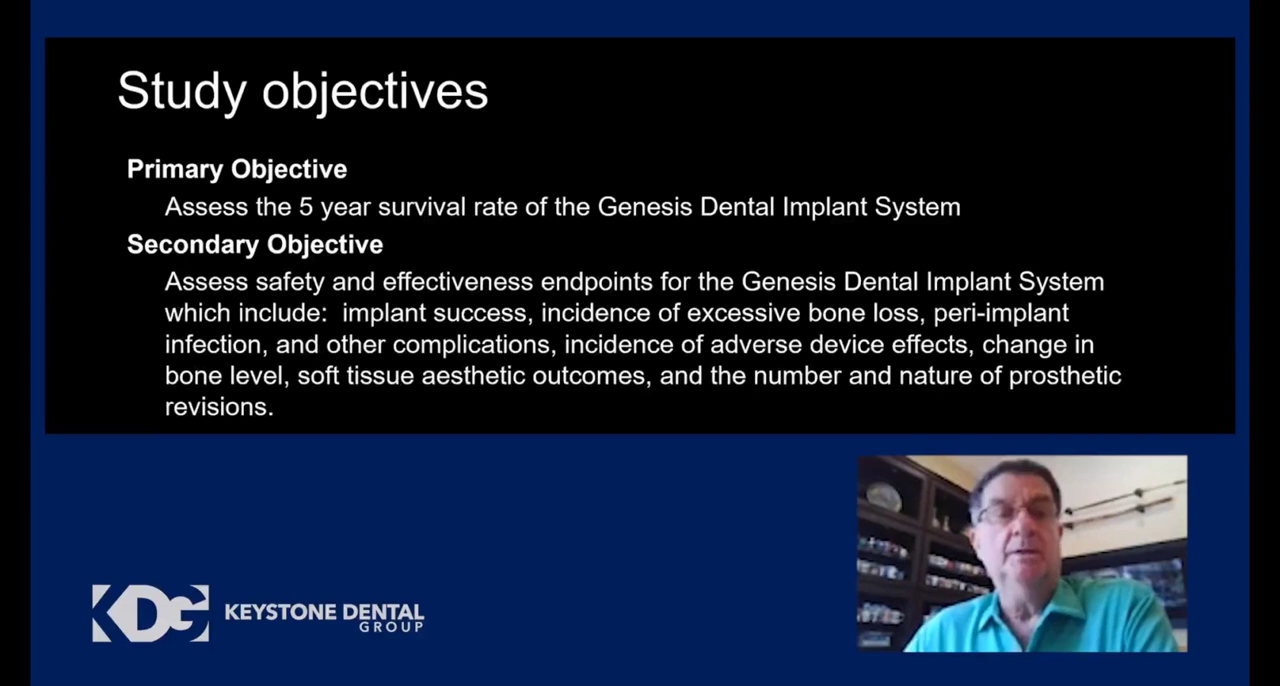 Study objectives
Primary Objective
Assess the 5 year survival rate of the Genesis Dental Implant System
Secondary Objective
Assess safety and effectiveness endpoints for the Genesis Dental Implant System
which include:  implant success, incidence of excessive bone loss, peri-implant
infection, and other complications, incidence of adverse device effects, change in
bone level, soft tissue aesthetic outcomes, and the number and nature of prosthetic
revisions.
KDG KEYSTONE DENTAL
GROUP